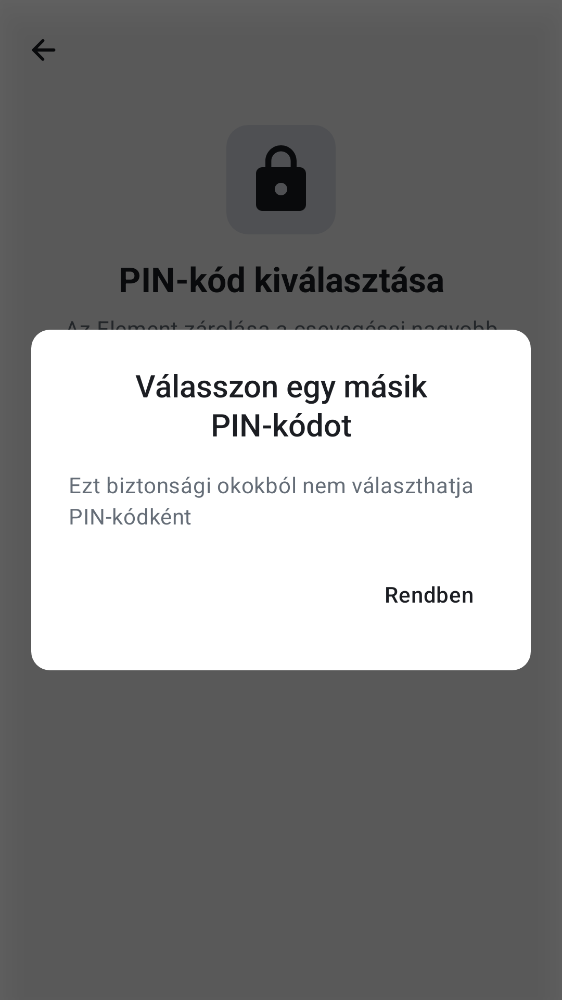 PIN-kód kiválasztása
Az Element zárolása a csevegései nagyobb
Válasszon egy másik
PIN-kódot
Ezt biztonsági okokból nem választhatja
PIN-kódként
Rendben